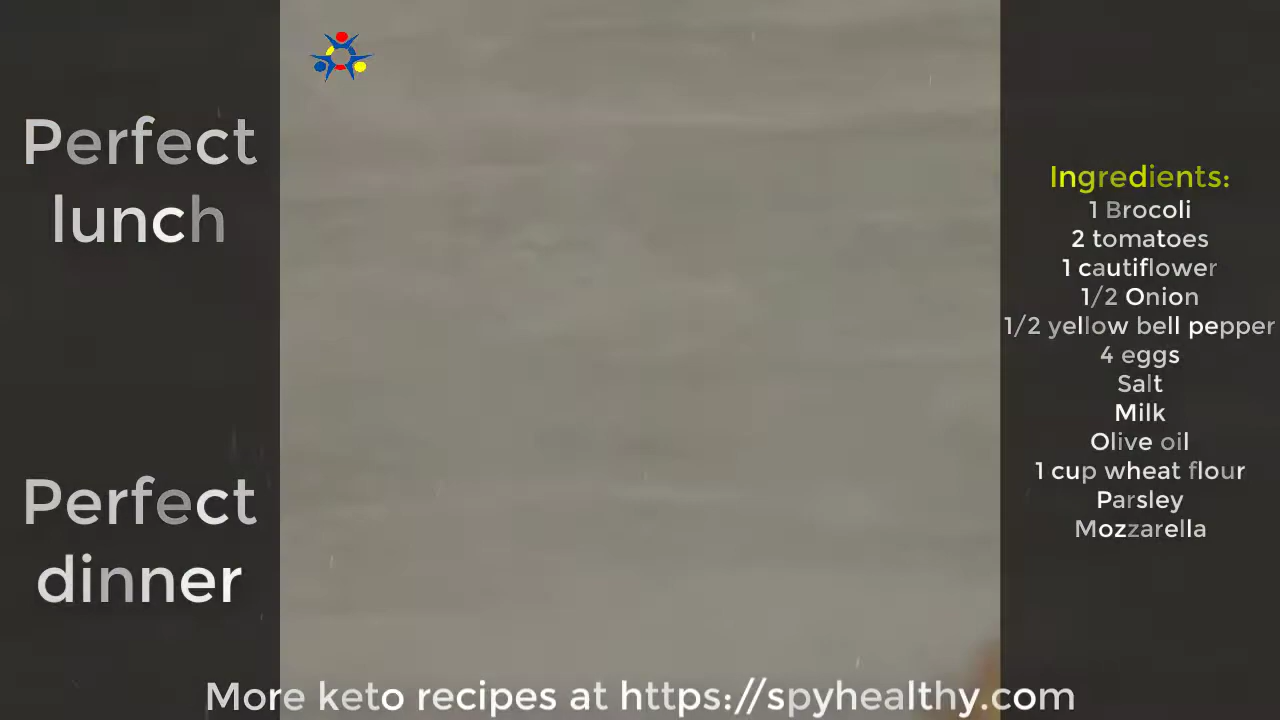 Perfect
lunch
Perfect
dinner
Ingredients:
1 Brocoli
2 tomatoes
1 cautiflower
1/2 Onion
1/2 yellow bell pepper
4 eggs
Salt
Milk
Olive oil
1 cup wheat flour
Parsley
Mozzarella
More keto recipes at https://spyhealthy.com